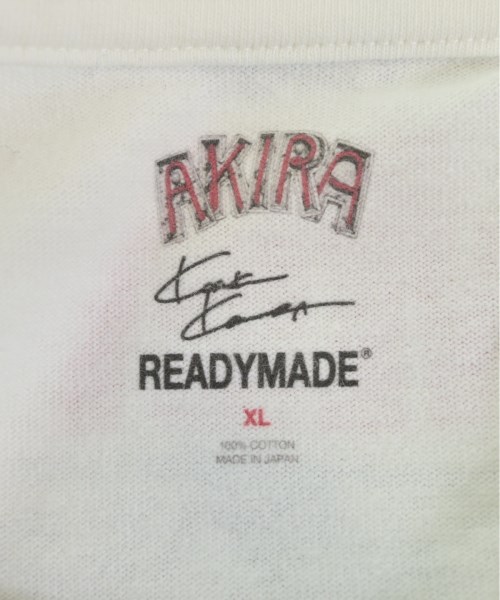 AKIRA
READYMADE®
XL
100% COTTON
MADE IN JAPAN